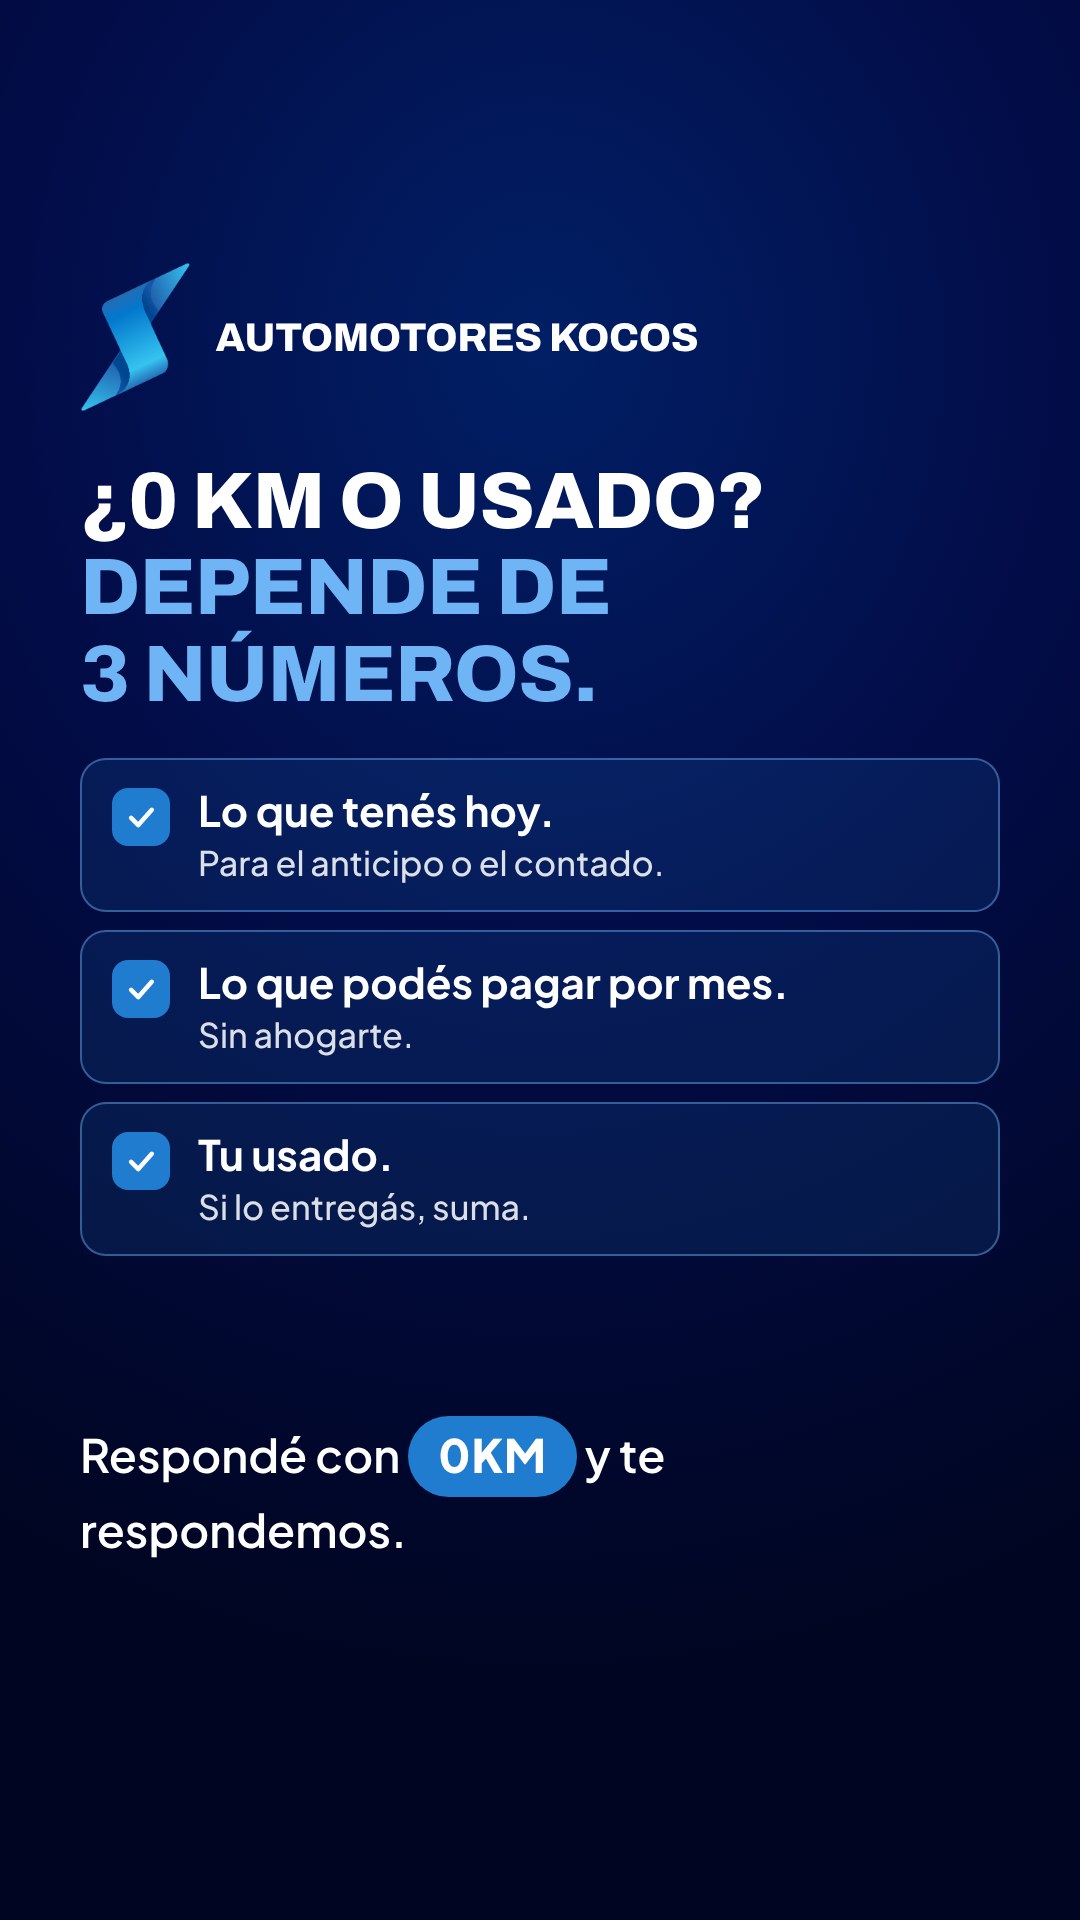 AUTOMOTORES KOCOS
¿0 KM O USADO?
DEPENDE DE
3 NÚMEROS.
Lo que tenés hoy.
Para el anticipo o el contado.
Lo que podés pagar por mes.
Sin ahogarte.
Tu usado.
Si lo entregás, suma.
Respondé con 0KM y te
respondemos.